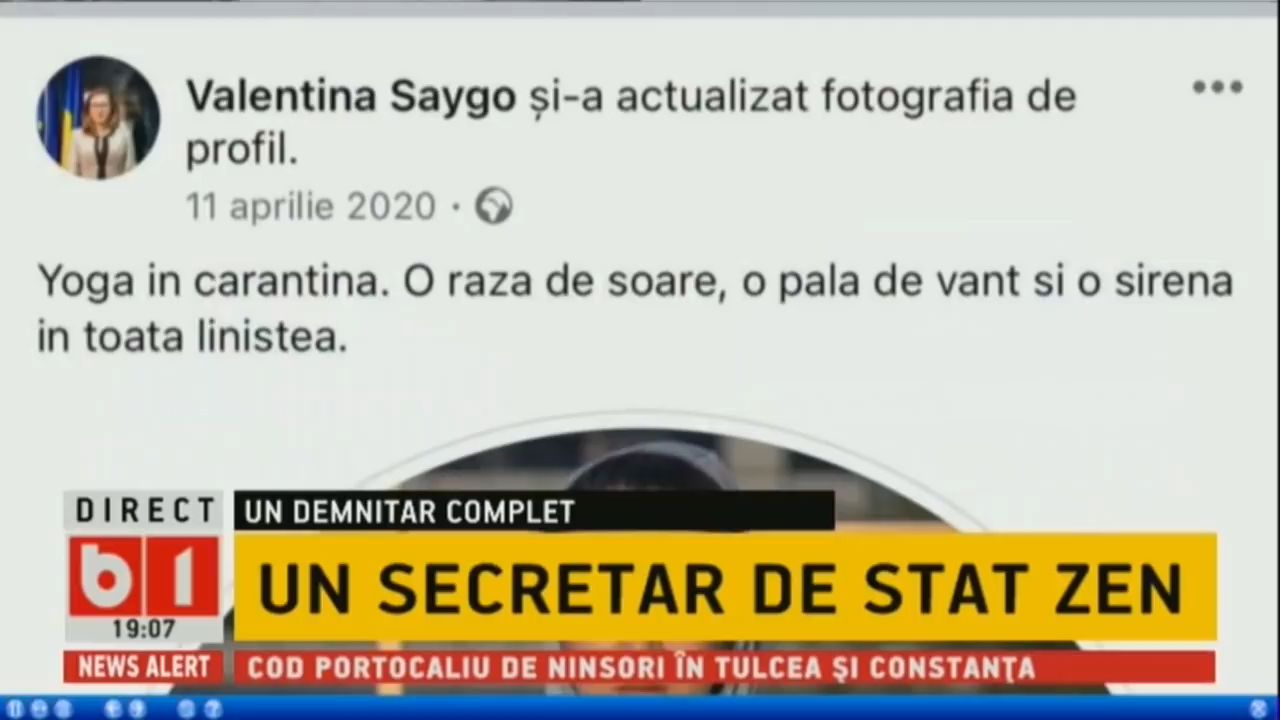 Valentina Saygo și-a actualizat fotografia de
profil.
11 aprilie 2020 ·
Yoga in carantina. O raza de soare, o pala de vant si o sirena
in toata linistea.
DIRECT
UN DEMNITAR COMPLET
b1
UN SECRETAR DE STAT ZEN
19:07
NEWS ALERT
COD PORTOCALIU DE NINSORI ÎN TULCEA ŞI CONSTANŢA